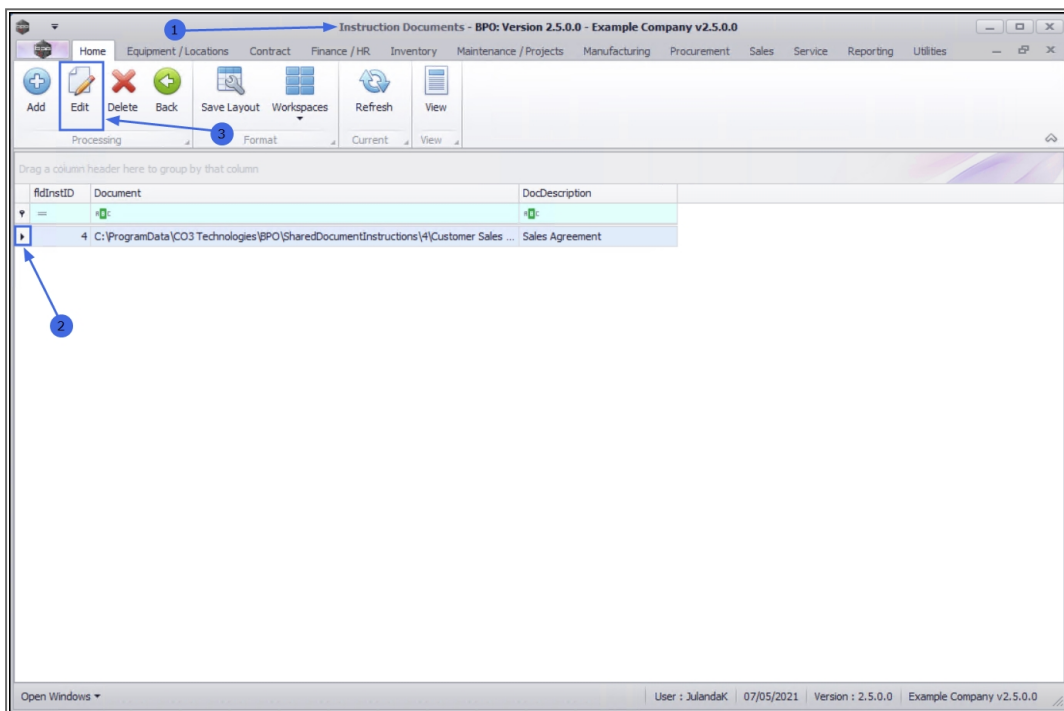 1
Instruction Documents - BPO: Version 2.5.0.0 - Example Company v2.5.0.0
Home Equipment / Locations Contract Finance / HR Inventory Maintenance / Projects Manufacturing Procurement Sales Service Reporting Utilities
Add Edit Delete Back Save Layout Workspaces Refresh View
3
Processing Format Current View
Drag a column header here to group by that column
fldInstID Document DocDescription
= ABC ABC
4 C:\ProgramData\CO3 Technologies\BPO\SharedDocumentInstructions\4\Customer Sales ... Sales Agreement
2
Open Windows User : JulandaK 07/05/2021 Version : 2.5.0.0 Example Company v2.5.0.0